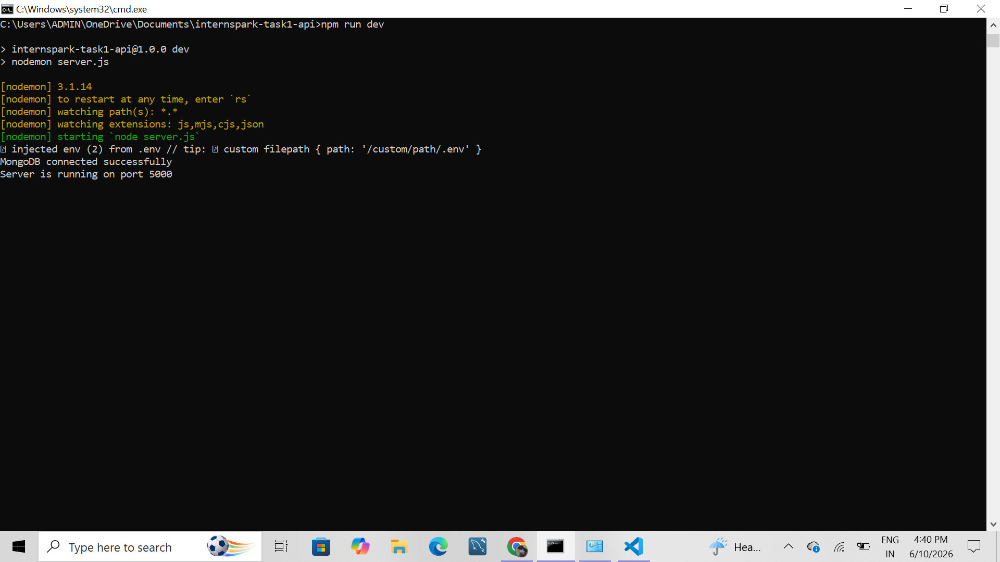 C:\Windows\system32\cmd.exe
C:\Users\ADMIN\OneDrive\Documents\internspark-task1-api>npm run dev
> internspark-task1-api@1.0.0 dev
> nodemon server.js
[nodemon] 3.1.14
[nodemon] to restart at any time, enter `rs`
[nodemon] watching path(s): *.*
[nodemon] watching extensions: js,mjs,cjs,json
[nodemon] starting `node server.js`
injected env (2) from .env // tip: custom filepath { path: '/custom/path/.env' }
MongoDB connected successfully
Server is running on port 5000
Type here to search
Hea...
ENG
IN
4:40 PM
6/10/2026